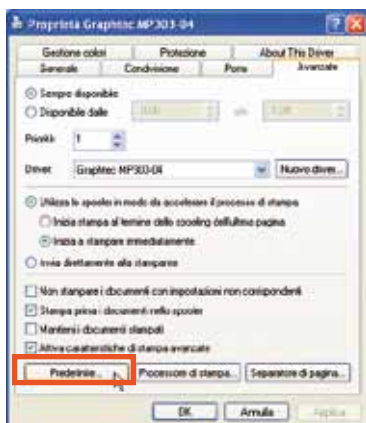 Proprietà Graphtec MP303-04
Gestione colori Protezione About This Driver
Generale Condivisione Porte Avanzate
Sempre disponibile
Disponibile dalle 0.00
Priorità: 1
Driver: Graphtec MP303-04 Nuovo driver...
Utilizza lo spooler in modo da accelerare il processo di stampa
Inizia stampa al termine dello spooling dell'ultima pagina
Inizia a stampare immediatamente
Invia direttamente alla stampante
Non stampare i documenti con impostazioni non corrispondenti
Stampa prima i documenti nello spooler
Mantieni i documenti stampati
Attiva caratteristiche di stampa avanzate
Predefinite... Processore di stampa... Separatore di pagina...
OK Annulla Applica